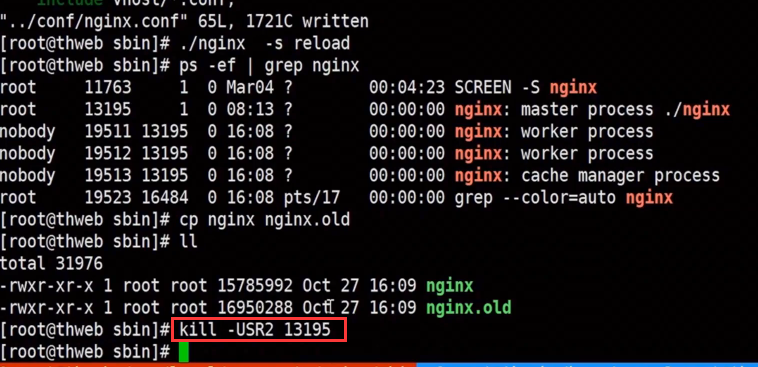 include vhost/*.conf;
"../conf/nginx.conf" 65L, 1721C written
[root@thweb sbin]# ./nginx  -s reload
[root@thweb sbin]# ps -ef | grep nginx
root     11763     1  0 Mar04 ?        00:04:23 SCREEN -S nginx
root     13195     1  0 08:13 ?        00:00:00 nginx: master process ./nginx
nobody   19511 13195  0 16:08 ?        00:00:00 nginx: worker process
nobody   19512 13195  0 16:08 ?        00:00:00 nginx: worker process
nobody   19513 13195  0 16:08 ?        00:00:00 nginx: cache manager process
root     19523 16484  0 16:08 pts/17   00:00:00 grep --color=auto nginx
[root@thweb sbin]# cp nginx nginx.old
[root@thweb sbin]# ll
total 31976
-rwxr-xr-x 1 root root 15785992 Oct 27 16:09 nginx
-rwxr-xr-x 1 root root 16950288 Oct 27 16:09 nginx.old
[root@thweb sbin]# kill -USR2 13195
[root@thweb sbin]#